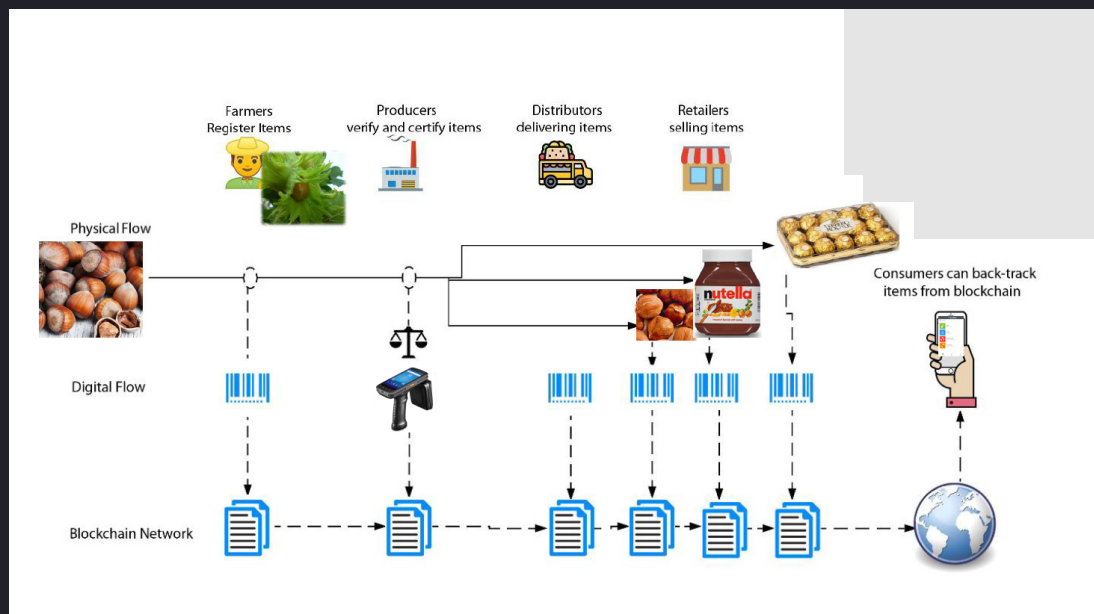 Farmers
Register Items
Producers
verify and certify items
Distributors
delivering items
Retailers
selling items
Physical Flow
Consumers can back-track
items from blockchain
nutella
Digital Flow
Blockchain Network